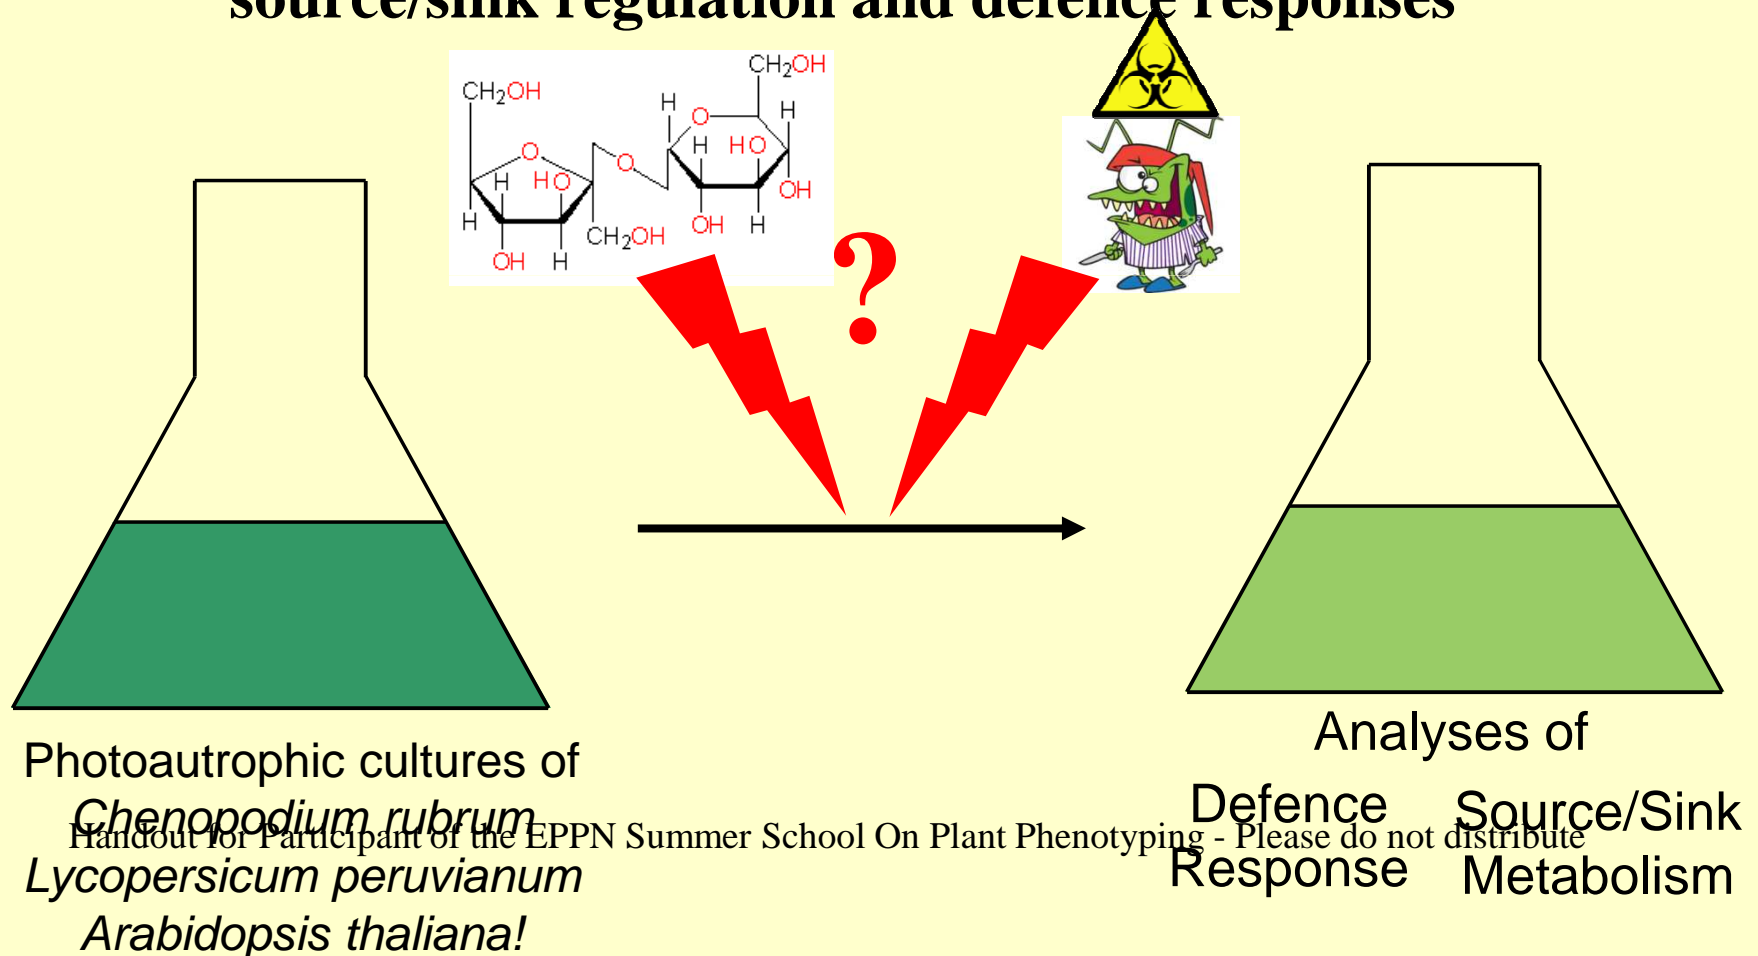 source/sink regulation and defence responses
CH2OH
CH2OH
H
H
O
H
HO
O
O
H
HO
OH
H
CH2OH
OH
H
OH
H
?
Photoautrophic cultures of
Chenopodium rubrum
Lycopersicum peruvianum
Arabidopsis thaliana!
Analyses of
Defence
Response
Source/Sink
Metabolism
Handout for Participant of the EPPN Summer School On Plant Phenotyping - Please do not distribute